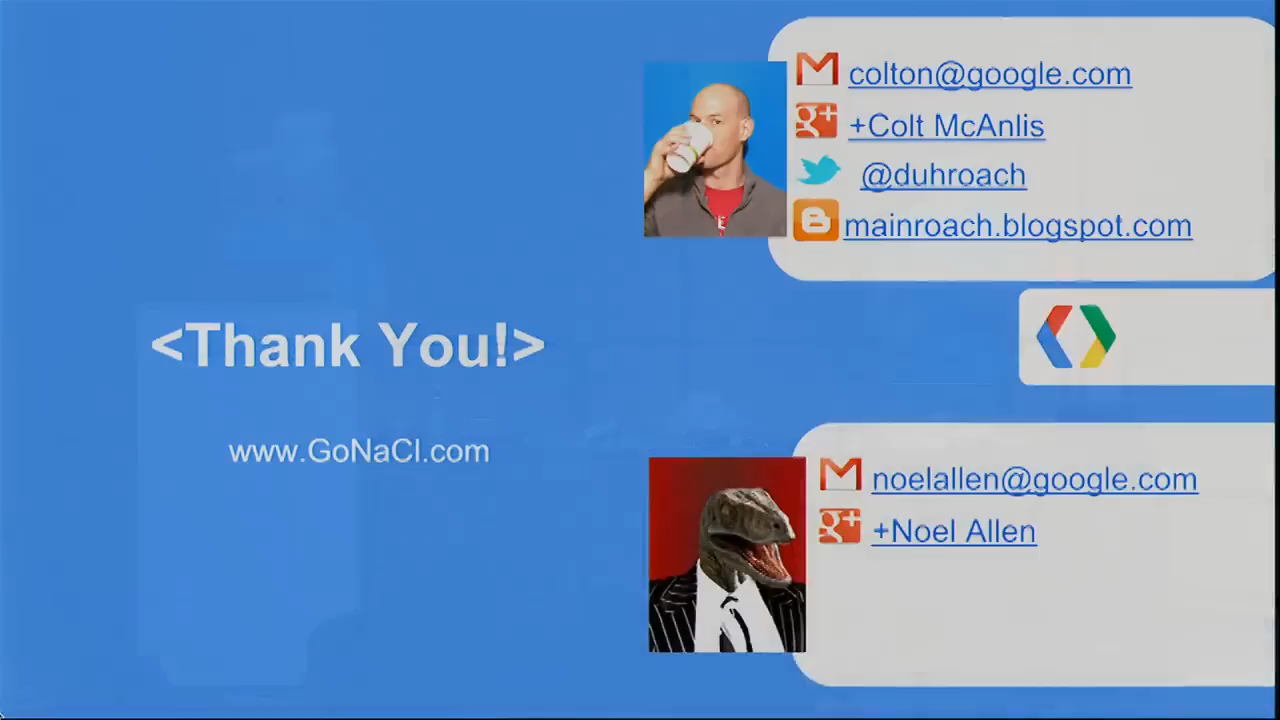 <Thank You!>
www.GoNaCl.com
colton@google.com
+Colt McAnlis
@duhroach
mainroach.blogspot.com
noelallen@google.com
+Noel Allen